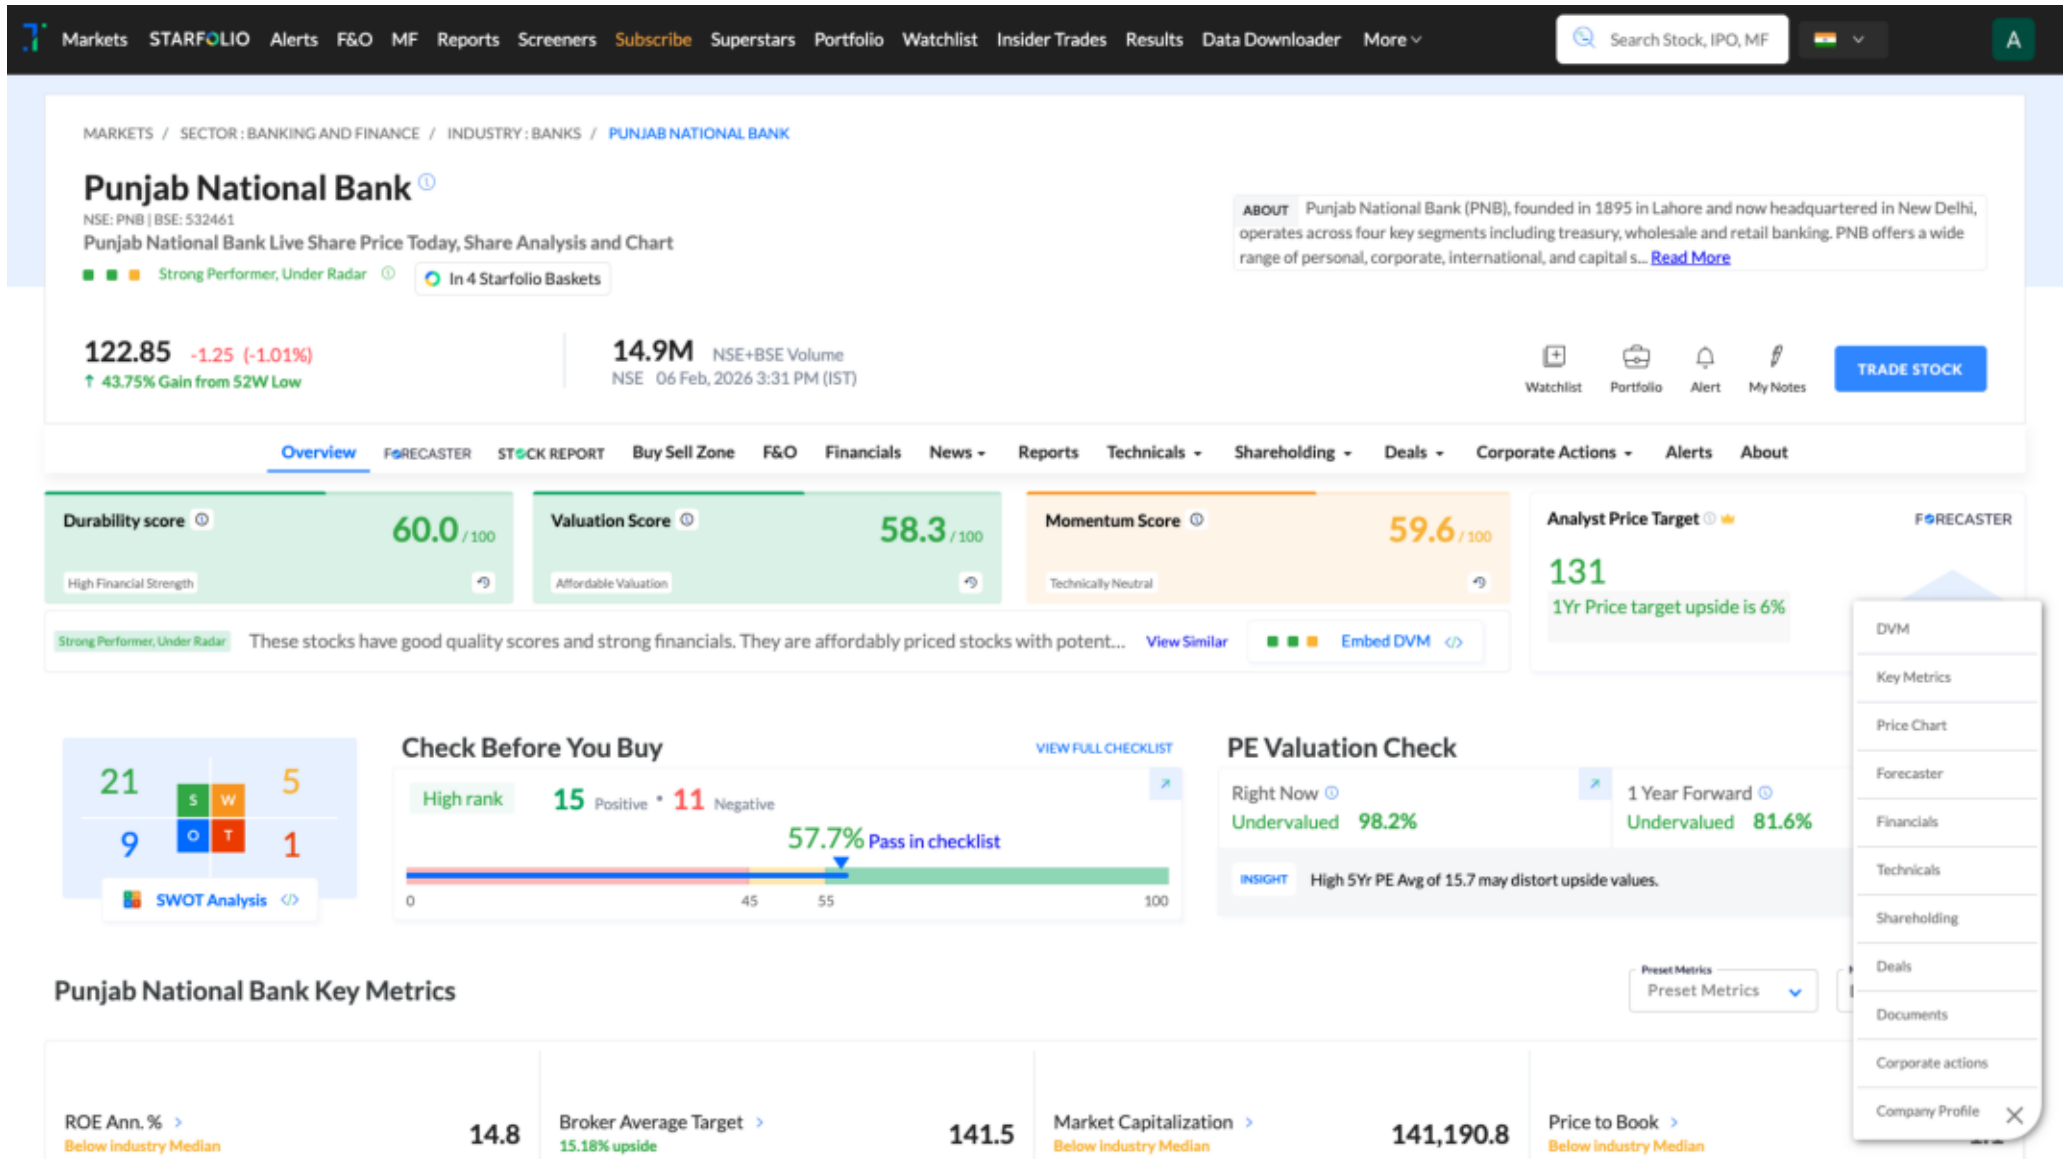 Markets STARFOLIO Alerts F&O MF Reports Screeners Subscribe Superstars Portfolio Watchlist Insider Trades Results Data Downloader More
Search Stock, IPO, MF
A
MARKETS / SECTOR : BANKING AND FINANCE / INDUSTRY : BANKS / PUNJAB NATIONAL BANK
Punjab National Bank
NSE: PNB | BSE: 532461
Punjab National Bank Live Share Price Today, Share Analysis and Chart
Strong Performer, Under Radar
In 4 Starfolio Baskets
ABOUT Punjab National Bank (PNB), founded in 1895 in Lahore and now headquartered in New Delhi,
operates across four key segments including treasury, wholesale and retail banking. PNB offers a wide
range of personal, corporate, international, and capital s... Read More
122.85 -1.25 (-1.01%)
↑ 43.75% Gain from 52W Low
14.9M NSE+BSE Volume
NSE 06 Feb, 2026 3:31 PM (IST)
Watchlist Portfolio Alert My Notes
TRADE STOCK
Overview FORECASTER STOCK REPORT Buy Sell Zone F&O Financials News Reports Technicals Shareholding Deals Corporate Actions Alerts About
Durability score
60.0 / 100
High Financial Strength
Valuation Score
58.3 / 100
Affordable Valuation
Momentum Score
59.6 / 100
Technically Neutral
Analyst Price Target
FORECASTER
131
1Yr Price target upside is 6%
Strong Performer, Under Radar These stocks have good quality scores and strong financials. They are affordably priced stocks with potent... View Similar
Embed DVM </>
21 5
S W
O T
9 1
SWOT Analysis </>
Check Before You Buy
VIEW FULL CHECKLIST
High rank 15 Positive • 11 Negative
57.7% Pass in checklist
0 45 55 100
PE Valuation Check
Right Now
Undervalued 98.2%
1 Year Forward
Undervalued 81.6%
INSIGHT High 5Yr PE Avg of 15.7 may distort upside values.
Punjab National Bank Key Metrics
Preset Metrics
Preset Metrics
ROE Ann. % >
Below industry Median
14.8
Broker Average Target >
15.18% upside
141.5
Market Capitalization >
Below industry Median
141,190.8
Price to Book >
Below industry Median
DVM
Key Metrics
Price Chart
Forecaster
Financials
Technicals
Shareholding
Deals
Documents
Corporate actions
Company Profile